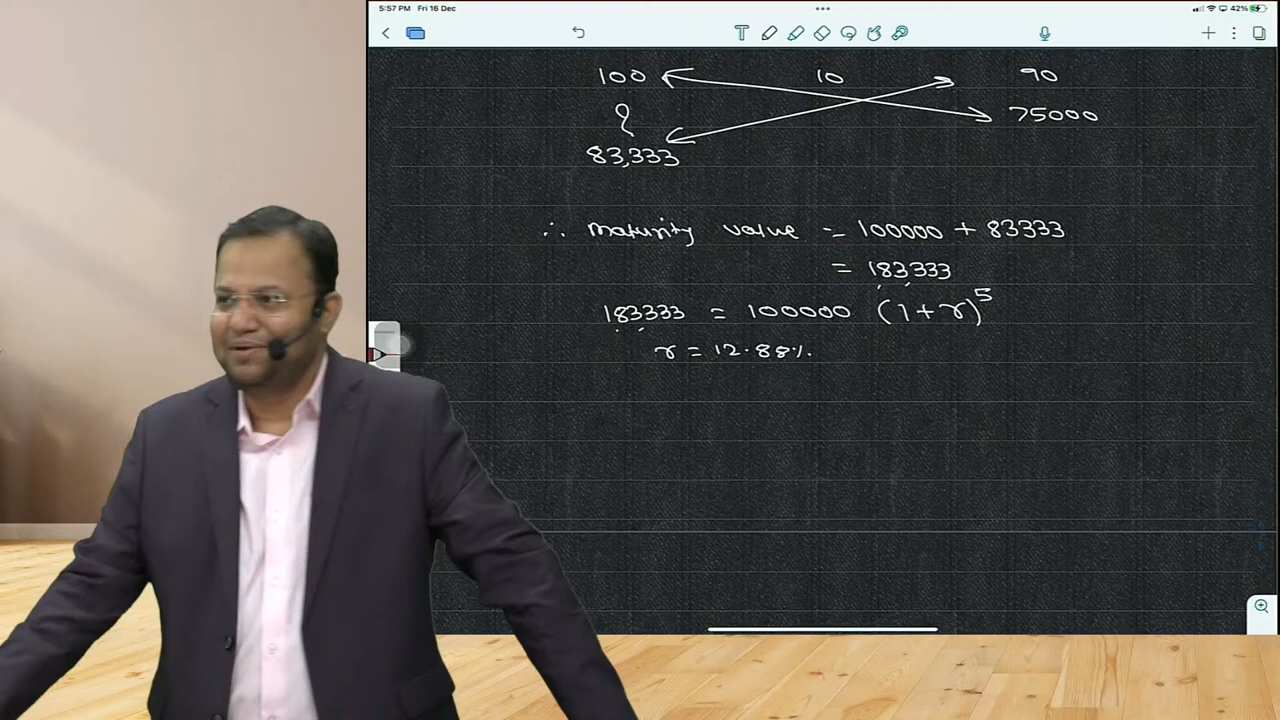 5:57 PM Fri 16 Dec
42%
T
100 10 90
75000
83,333
∴ maturity value = 100000 + 83333
= 183333
183333 = 100000 (1+r)^5
r = 12.88%